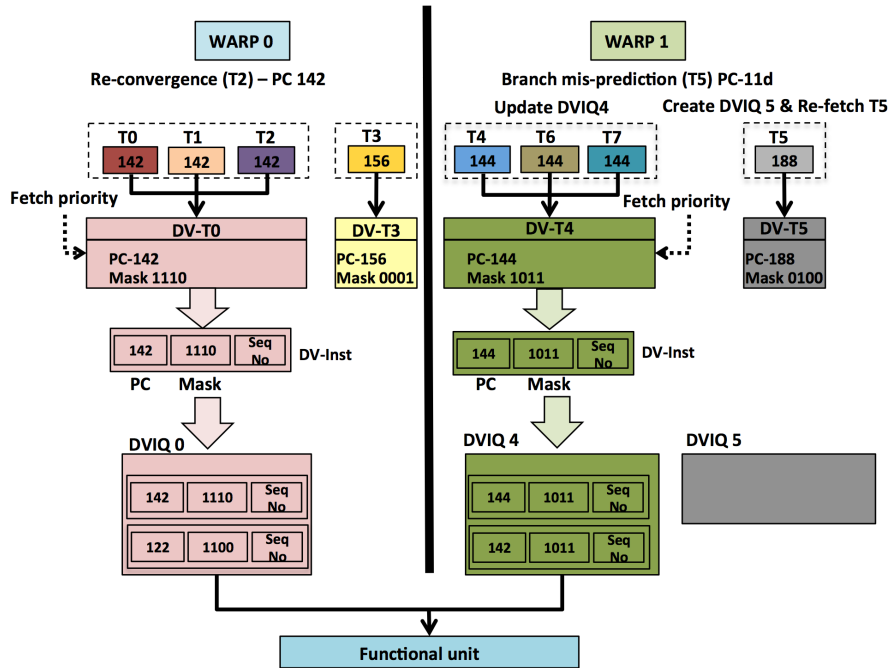 WARP 0
WARP 1
Re-convergence (T2) – PC 142
Branch mis-prediction (T5) PC-11d
Update DVIQ4
Create DVIQ 5 & Re-fetch T5
T0
T1
T2
T3
T4
T6
T7
T5
142
142
142
156
144
144
144
188
Fetch priority
Fetch priority
DV-T0
DV-T3
DV-T4
DV-T5
PC-142
Mask 1110
PC-156
Mask 0001
PC-144
Mask 1011
PC-188
Mask 0100
142
1110
Seq
No
DV-Inst
PC
Mask
144
1011
Seq
No
DV-Inst
PC
Mask
DVIQ 0
DVIQ 4
DVIQ 5
142
1110
Seq
No
122
1100
Seq
No
144
1011
Seq
No
142
1011
Seq
No
Functional unit